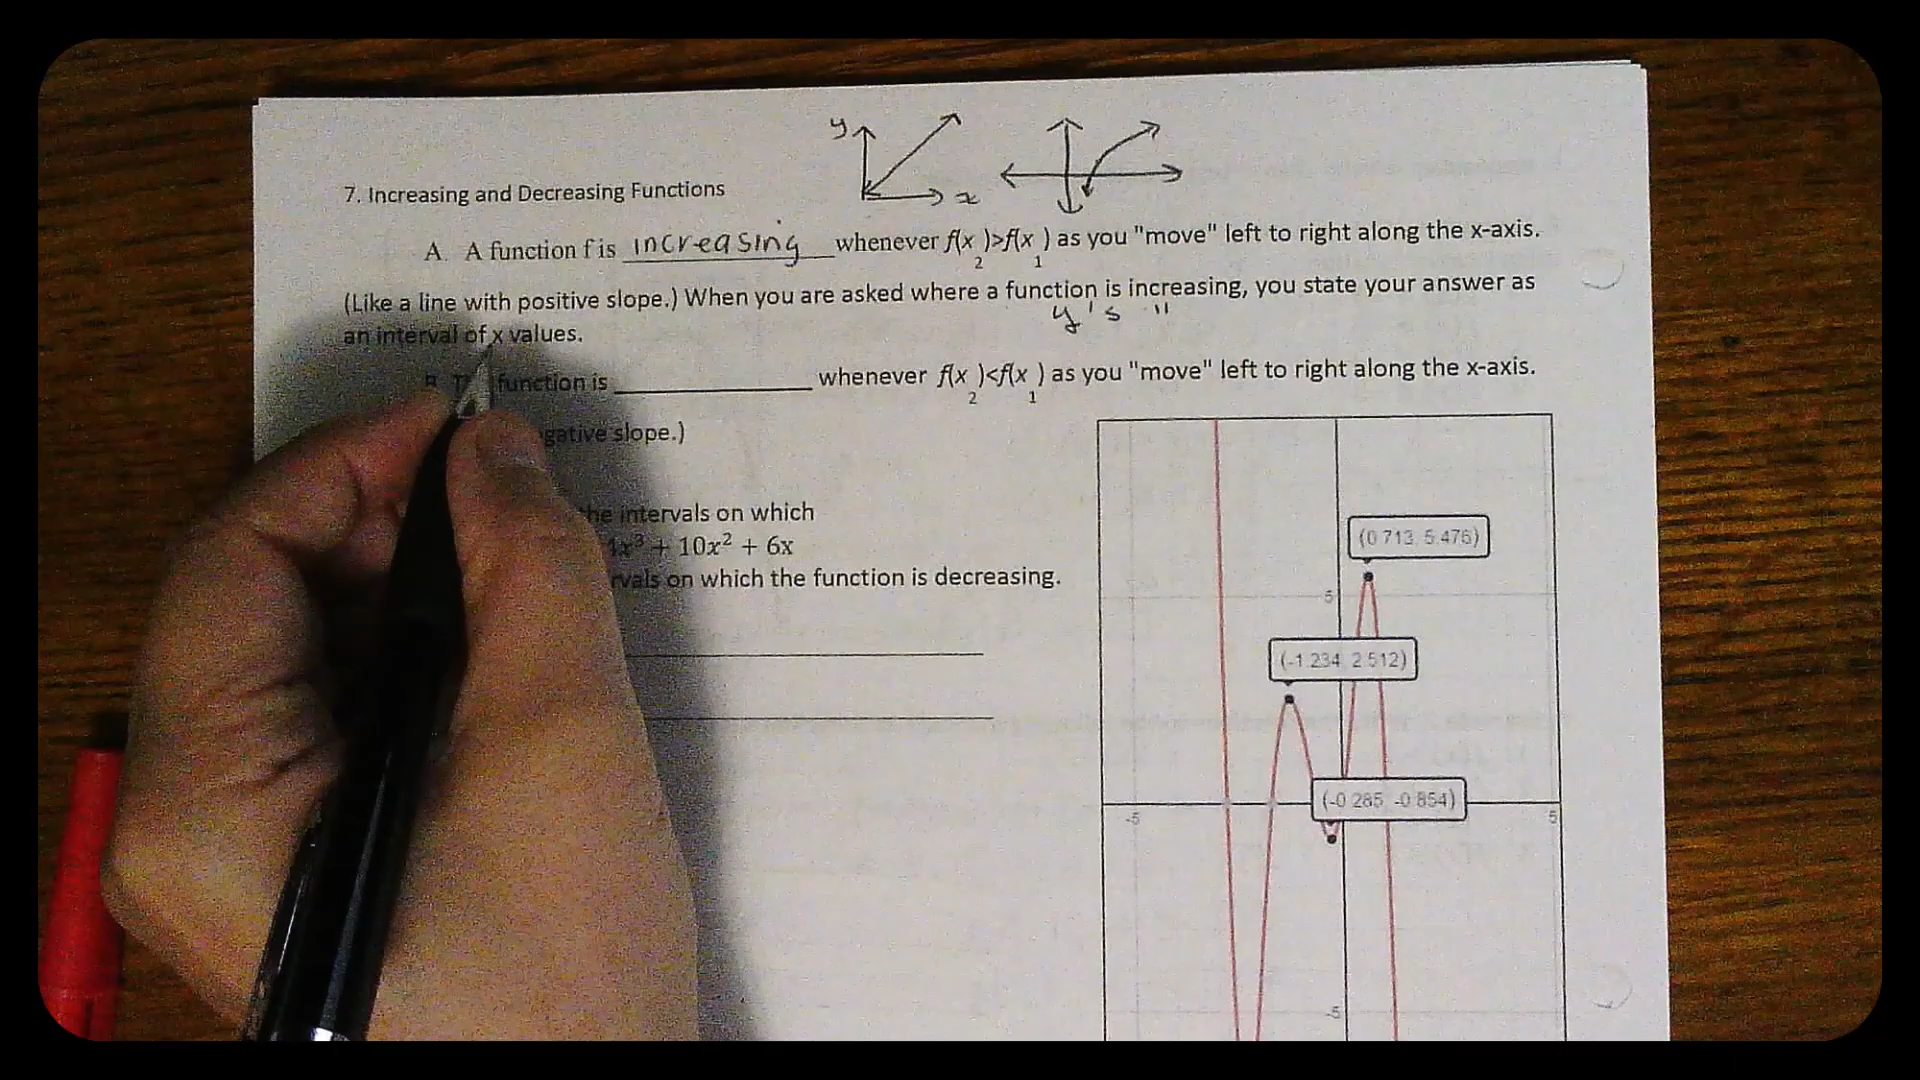 y
x
7. Increasing and Decreasing Functions
A. A function f is increasing whenever f(x₂)>f(x₁) as you "move" left to right along the x-axis.
(Like a line with positive slope.) When you are asked where a function is increasing, you state your answer as
y's "
an interval of x values.
function is ____________ whenever f(x₂)<f(x₁) as you "move" left to right along the x-axis.
slope.)
the intervals on which
x³ + 10x² + 6x
on which the function is decreasing.
(0.713, 5.476)
5
(-1.234, 2.512)
(-0.285, -0.854)
-5 5
-5